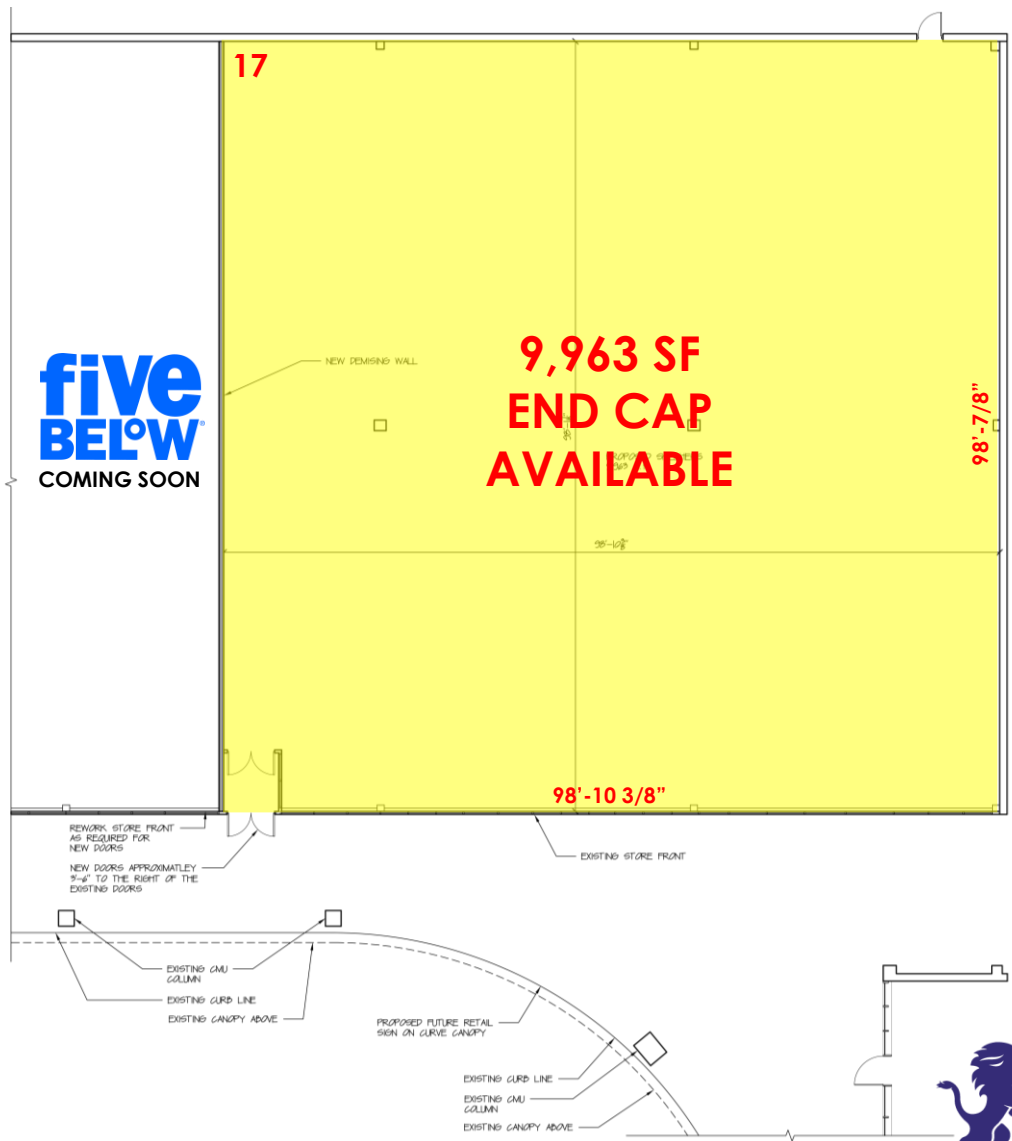 17
NEW DEMISING WALL
five
BELOW®
COMING SOON
9,963 SF
END CAP
AVAILABLE
98'-7/8"
98'-10 3/8"
REWORK STORE FRONT
AS REQUIRED FOR
NEW DOORS
NEW DOORS APPROXIMATLEY
TO THE RIGHT OF THE
EXISTING DOORS
EXISTING STORE FRONT
EXISTING CMU
COLUMN
EXISTING CURB LINE
EXISTING CANOPY ABOVE
PROPOSED FUTURE RETAIL
SIGN ON CURVE CANOPY
EXISTING CURB LINE
EXISTING CMU
COLUMN
EXISTING CANOPY ABOVE